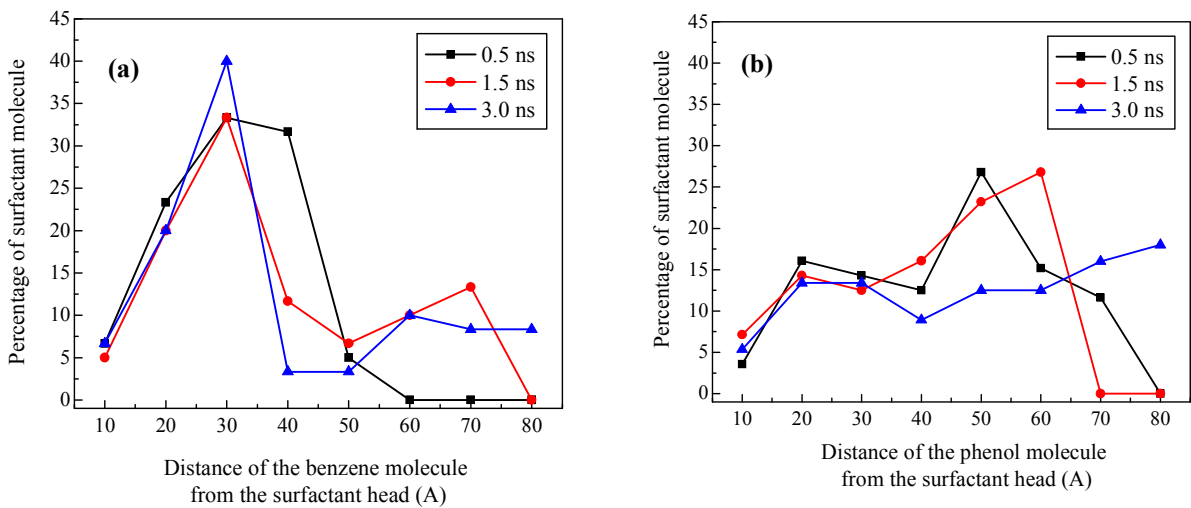 (a)
0.5 ns
1.5 ns
3.0 ns
Percentage of surfactant molecule
45
40
35
30
25
20
15
10
5
0
10 20 30 40 50 60 70 80
Distance of the benzene molecule
from the surfactant head (A)
(b)
0.5 ns
1.5 ns
3.0 ns
Percentage of surfactant molecule
45
40
35
30
25
20
15
10
5
0
10 20 30 40 50 60 70 80
Distance of the phenol molecule
from the surfactant head (A)